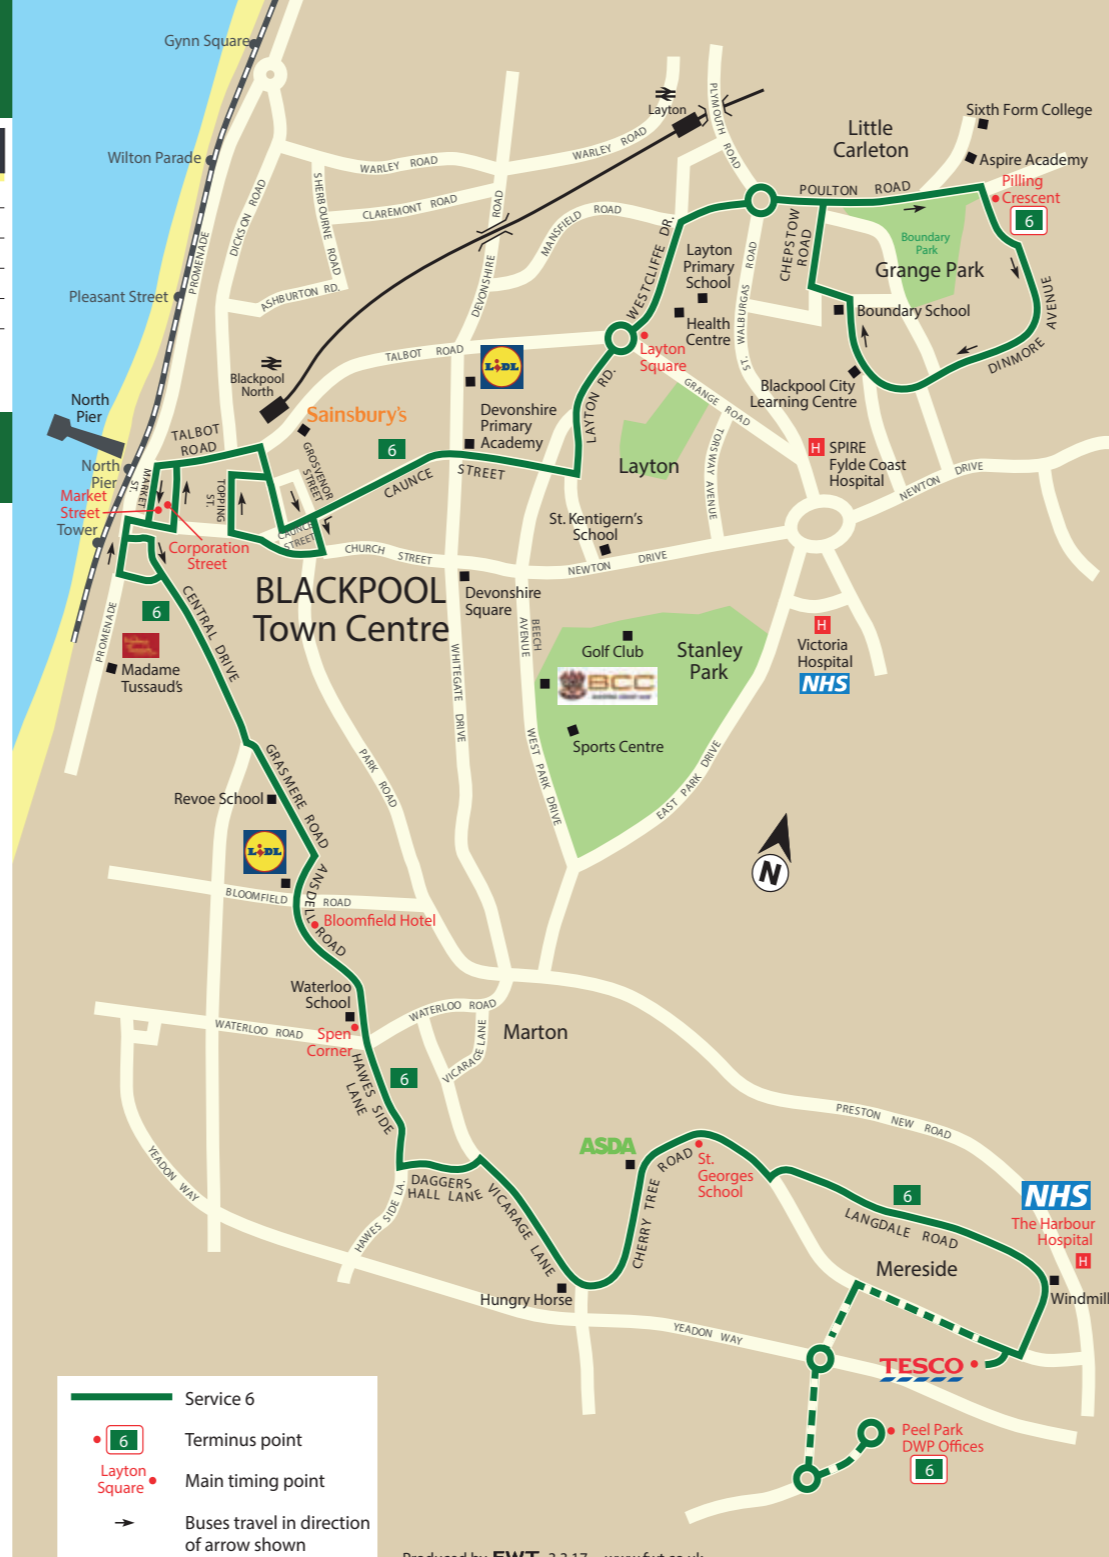 Gynn Square
Wilton Parade
Pleasant Street
PROMENADE
DICKSON ROAD
SHERBOURNE ROAD
WARLEY ROAD
WARLEY ROAD
CLAREMONT ROAD
ASHBURTON RD.
DEVONSHIRE
ROAD
MANSFIELD ROAD
Layton
PLYMOUTH ROAD
Little
Carleton
Sixth Form College
Aspire Academy
Pilling
Crescent
6
POULTON ROAD
Boundary
Park
Grange Park
CHEPSTOW
ROAD
Boundary School
DINMORE AVENUE
Blackpool City
Learning Centre
WESTCLIFFE DR.
Layton
Primary
School
Health
Centre
ST. WALBURGAS ROAD
Layton
Square
GRANGE ROAD
TALBOT ROAD
LAYTON RD.
LIDL
Devonshire
Primary
Academy
Blackpool
North
Sainsbury's
GROSVENOR
STREET
6
CAUNCE STREET
North
Pier
TALBOT
ROAD
North
Pier
MARKET
ST.
Market
Street
Tower
TOPPING
ST.
CAUNCE
STREET
Corporation
Street
CHURCH STREET
Layton
TORSWAY AVENUE
H
SPIRE
Fylde Coast
Hospital
NEWTON DRIVE
St. Kentigern's
School
NEWTON DRIVE
BLACKPOOL
Town Centre
Devonshire
Square
BEECH
AVENUE
6
CENTRAL DRIVE
PROMENADE
Madame
Tussaud's
WHITEGATE DRIVE
Golf Club
Stanley
Park
BCC
Sports Centre
WEST PARK DRIVE
EAST PARK DRIVE
H
Victoria
Hospital
NHS
PARK ROAD
GRASMERE ROAD
Revoe School
LIDL
BLOOMFIELD ROAD
ANSDELL ROAD
Bloomfield Hotel
N
Waterloo
School
WATERLOO ROAD
Spen
Corner
WATERLOO ROAD
VICARAGE LANE
Marton
HAWES SIDE
LANE
6
PRESTON NEW ROAD
YEADON WAY
HAWES SIDE LA.
DAGGERS
HALL LANE
VICARAGE LANE
ASDA
CHERRY TREE ROAD
St.
Georges
School
6
LANGDALE ROAD
NHS
The Harbour
Hospital
H
Mereside
Windmill
Hungry Horse
YEADON WAY
TESCO
Peel Park
DWP Offices
6
Service 6
6
Terminus point
Layton
Square
Main timing point
Buses travel in direction
of arrow shown